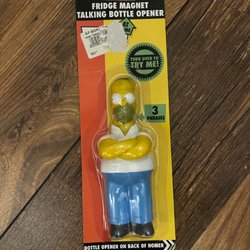 FRIDGE MAGNET
TALKING BOTTLE OPENER
TURN OVER TO
TRY ME!
3
PHRASES
BOTTLE OPENER ON BACK OF HOMER